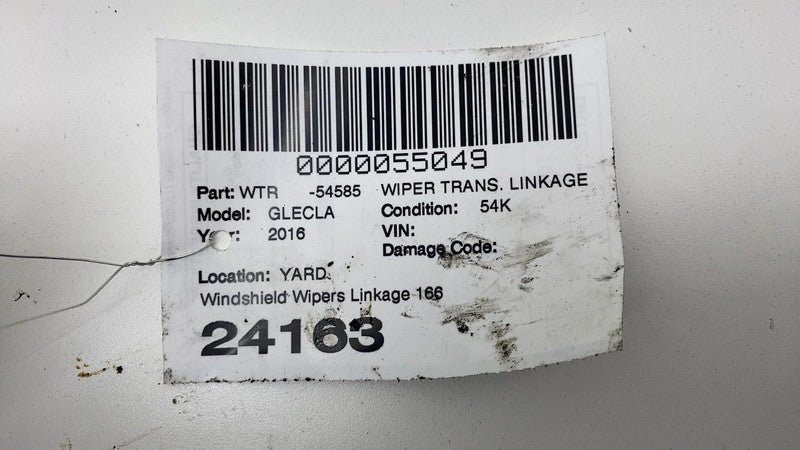 0000055049
Part: WTR -54585 WIPER TRANS. LINKAGE
Model: GLECLA Condition: 54K
Year: 2016 VIN:
Damage Code:
Location: YARD.
Windshield Wipers Linkage 166
24163